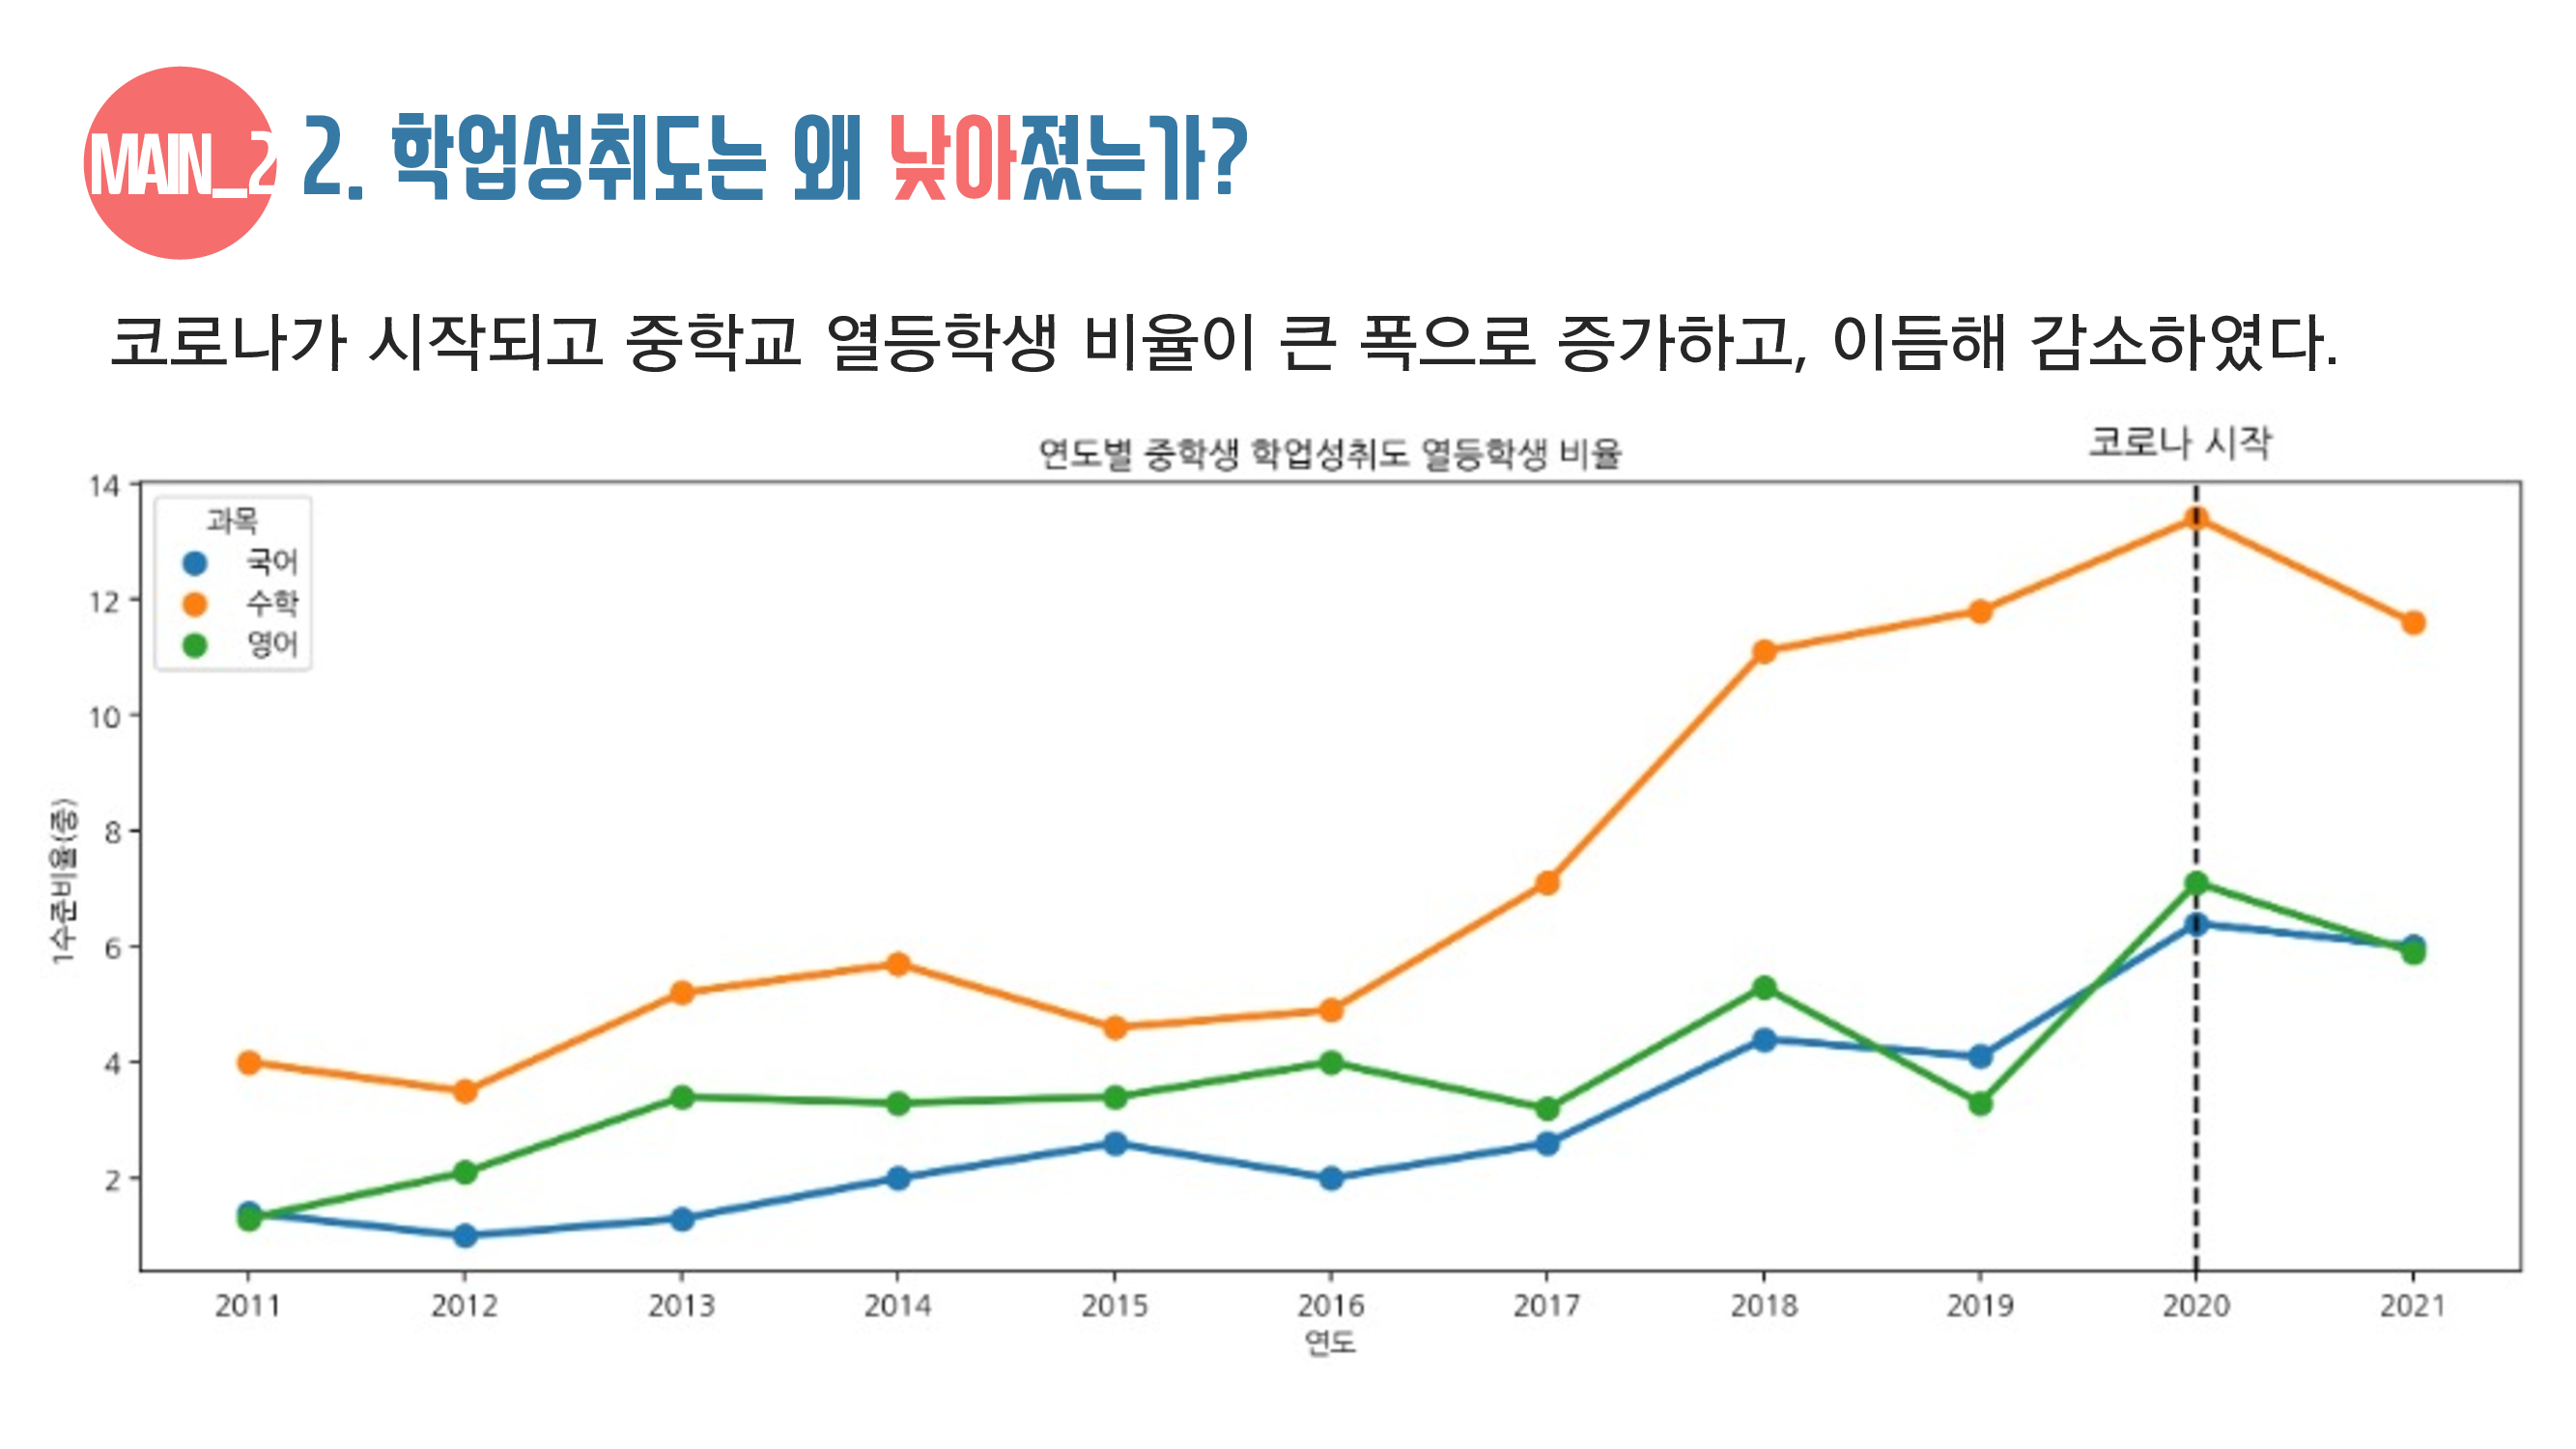 MAIN_2
2. 학업성취도는 왜 낮아졌는가?
코로나가 시작되고 중학교 열등학생 비율이 큰 폭으로 증가하고, 이듬해 감소하였다.
연도별 중학생 학업성취도 열등학생 비율
코로나 시작
과목
국어
수학
영어
1수준비율(중)
14
12
10
8
6
4
2
2011 2012 2013 2014 2015 2016 2017 2018 2019 2020 2021
연도